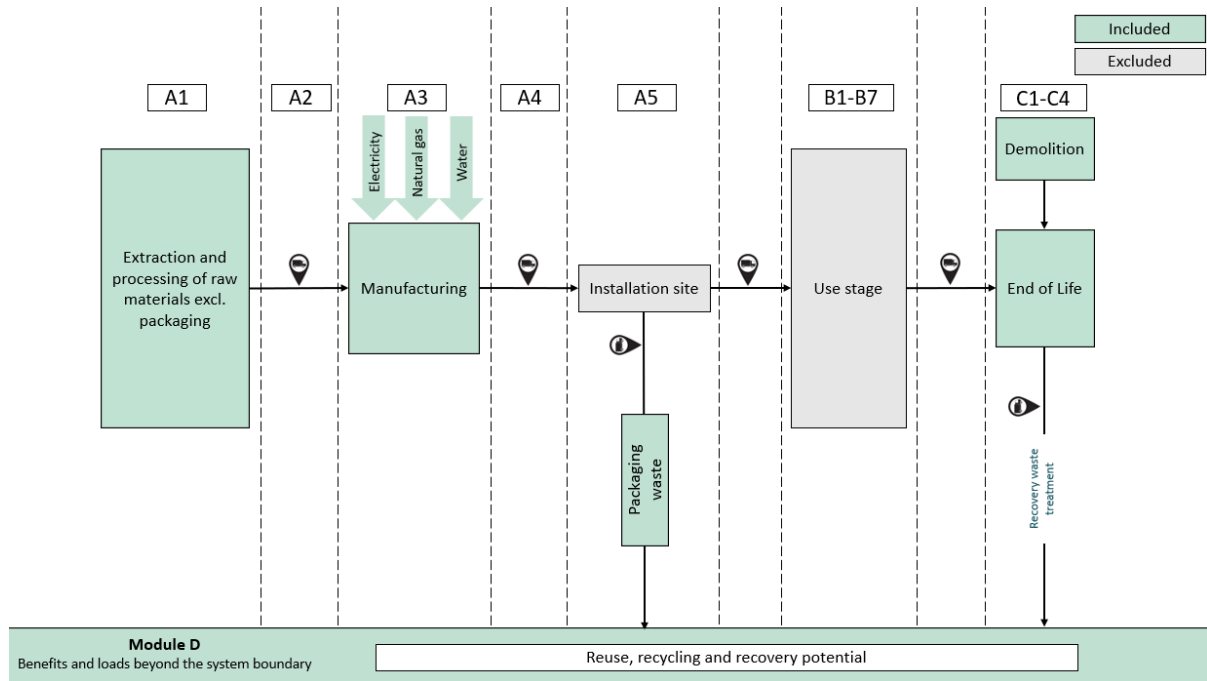 Included
Excluded
A1
A2
A3
A4
A5
B1-B7
C1-C4
Electricity
Natural gas
Water
Demolition
Extraction and
processing of raw
materials excl.
packaging
Manufacturing
Installation site
Use stage
End of Life
Packaging
waste
Recovery waste
treatment
Module D
Benefits and loads beyond the system boundary
Reuse, recycling and recovery potential